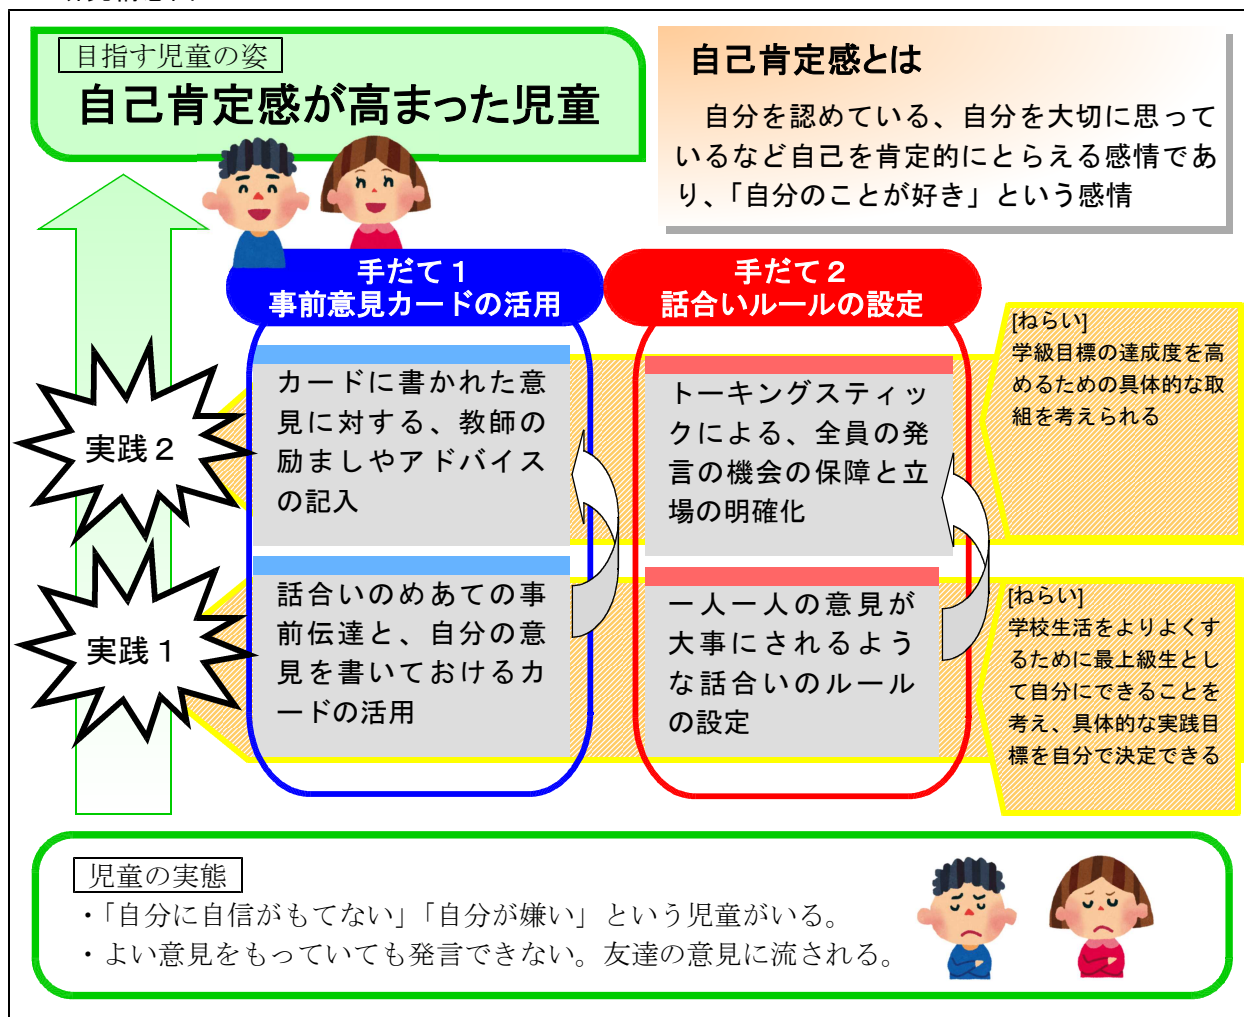 目指す児童の姿
自己肯定感が高まった児童
自己肯定感とは
自分を認めている、自分を大切に思って
いるなど自己を肯定的にとらえる感情であ
り、「自分のことが好き」という感情
手だて１
事前意見カードの活用
手だて２
話合いルールの設定
実践２
カードに書かれた意
見に対する、教師の
励ましやアドバイス
の記入
トーキングスティッ
クによる、全員の発
言の機会の保障と立
場の明確化
[ねらい]
学級目標の達成度を高
めるための具体的な取
組を考えられる
実践１
話合いのめあての事
前伝達と、自分の意
見を書いておけるカ
ードの活用
一人一人の意見が
大事にされるよう
な話合いのルール
の設定
[ねらい]
学校生活をよりよくす
るために最上級生とし
て自分にできることを
考え、具体的な実践目
標を自分で決定できる
児童の実態
・「自分に自信がもてない」「自分が嫌い」という児童がいる。
・よい意見をもっていても発言できない。友達の意見に流される。